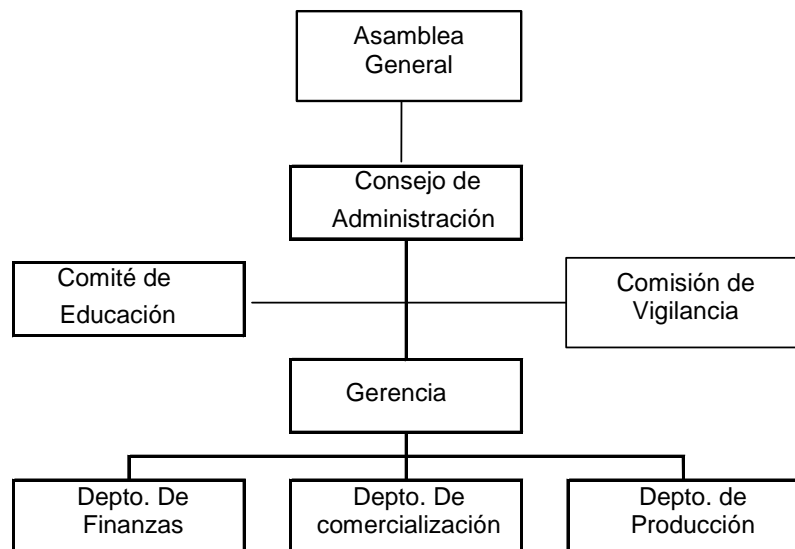 Asamblea
General
Consejo de
Administración
Comité de
Educación
Comisión de
Vigilancia
Gerencia
Depto. De
Finanzas
Depto. De
comercialización
Depto. de
Producción